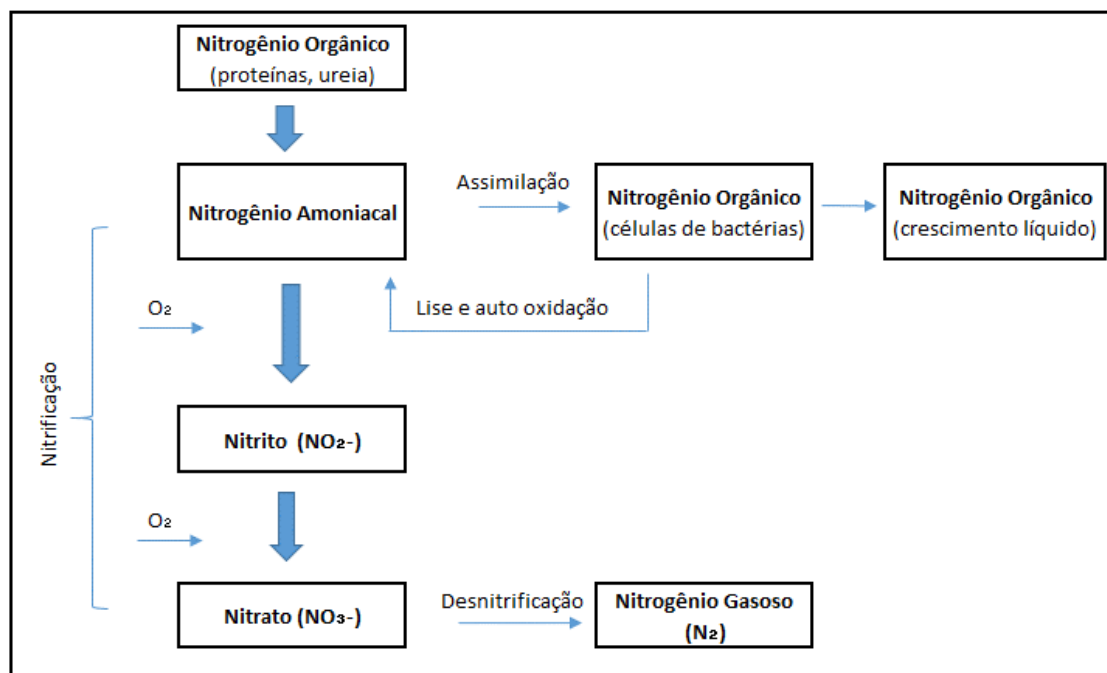 Nitrogênio Orgânico
(proteínas, ureia)
Nitrogênio Amoniacal
Assimilação
Nitrogênio Orgânico
(células de bactérias)
Nitrogênio Orgânico
(crescimento líquido)
Lise e auto oxidação
O₂
Nitrificação
Nitrito (NO₂-)
O₂
Nitrato (NO₃-)
Desnitrificação
Nitrogênio Gasoso
(N₂)